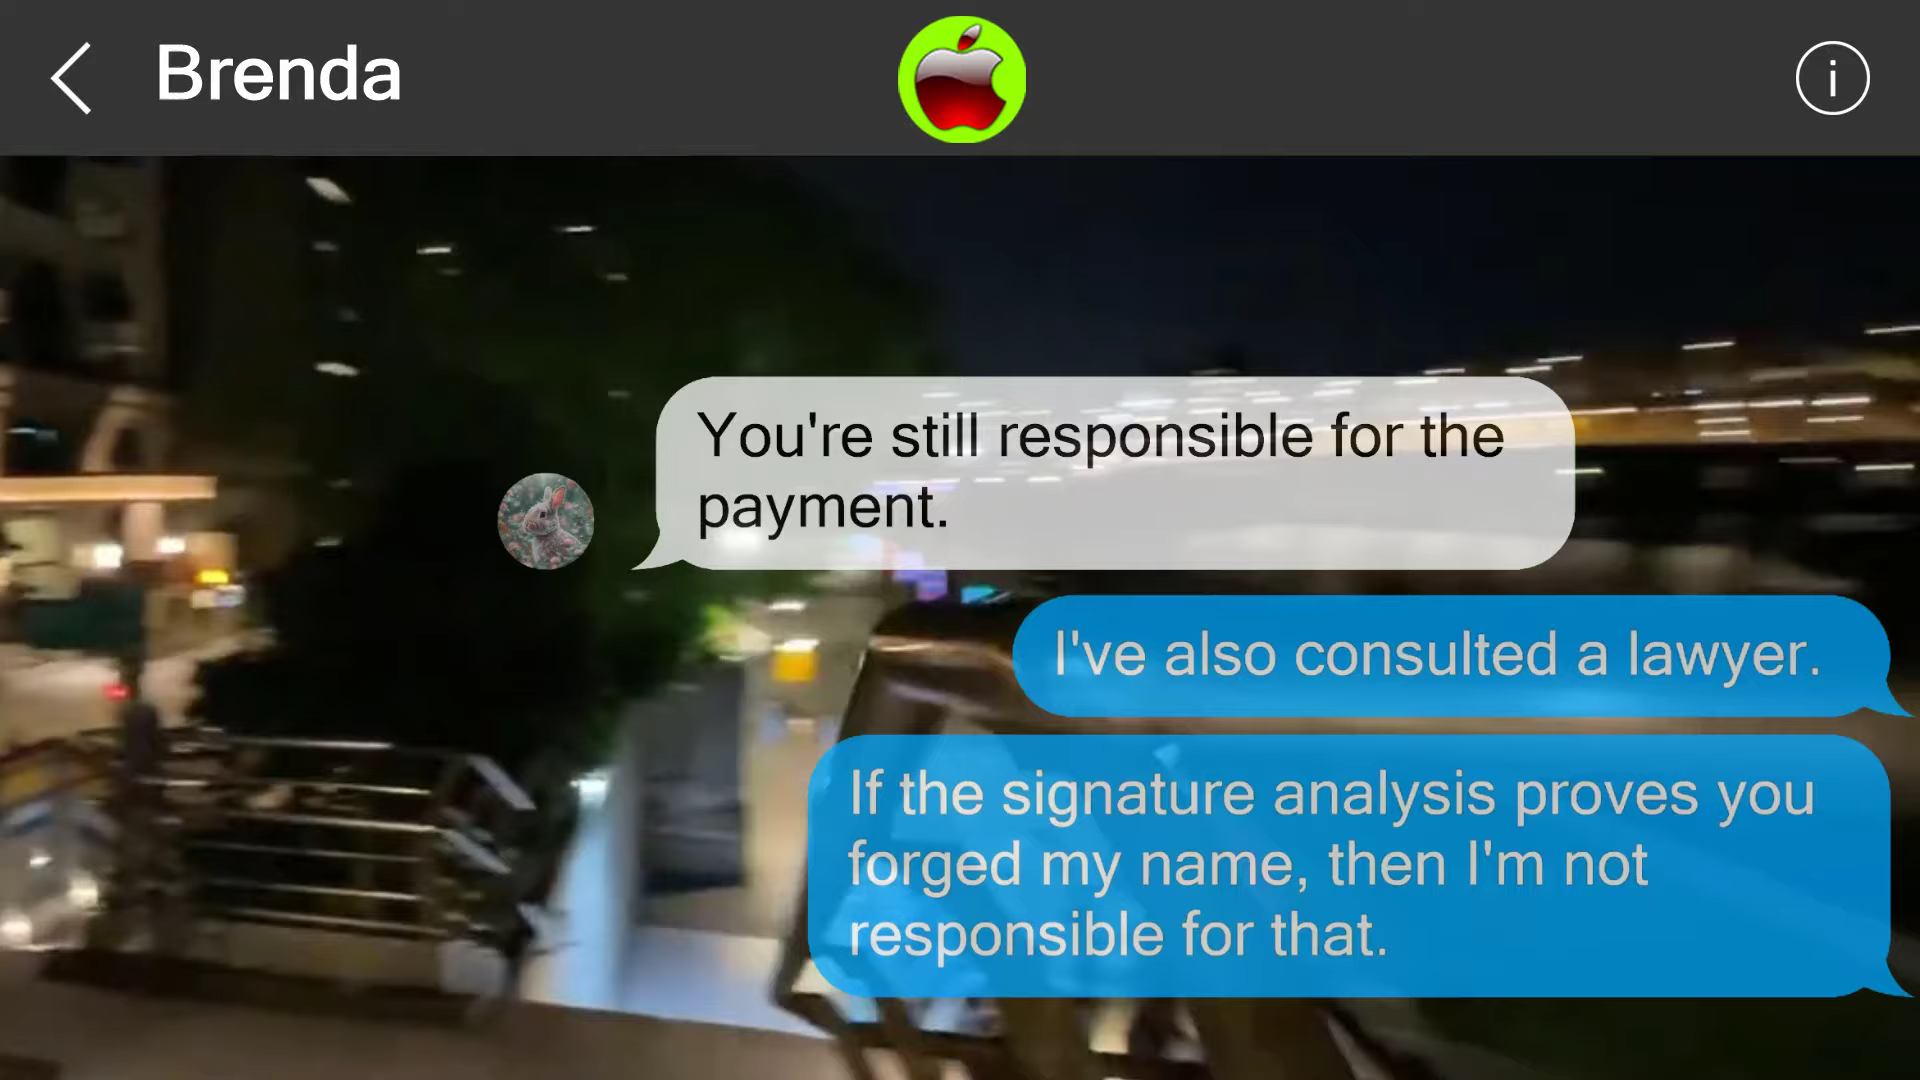 Brenda
i
You're still responsible for the
payment.
I've also consulted a lawyer.
If the signature analysis proves you
forged my name, then I'm not
responsible for that.